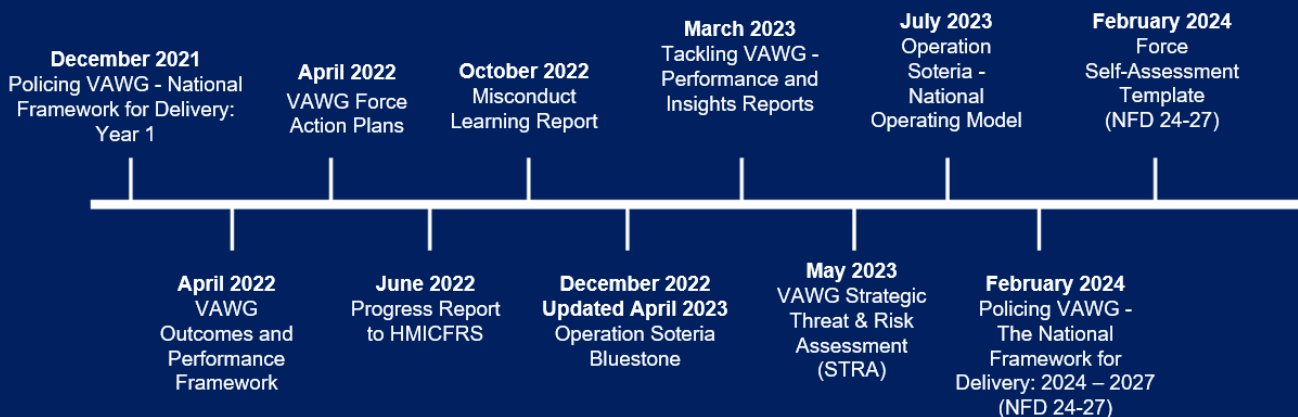 December 2021
Policing VAWG - National
Framework for Delivery:
Year 1
April 2022
VAWG Force
Action Plans
October 2022
Misconduct
Learning Report
March 2023
Tackling VAWG -
Performance and
Insights Reports
July 2023
Operation
Soteria -
National
Operating Model
February 2024
Force
Self-Assessment
Template
(NFD 24-27)
April 2022
VAWG
Outcomes and
Performance
Framework
June 2022
Progress Report
to HMICFRS
December 2022
Updated April 2023
Operation Soteria
Bluestone
May 2023
VAWG Strategic
Threat & Risk
Assessment
(STRA)
February 2024
Policing VAWG -
The National
Framework for
Delivery: 2024 – 2027
(NFD 24-27)